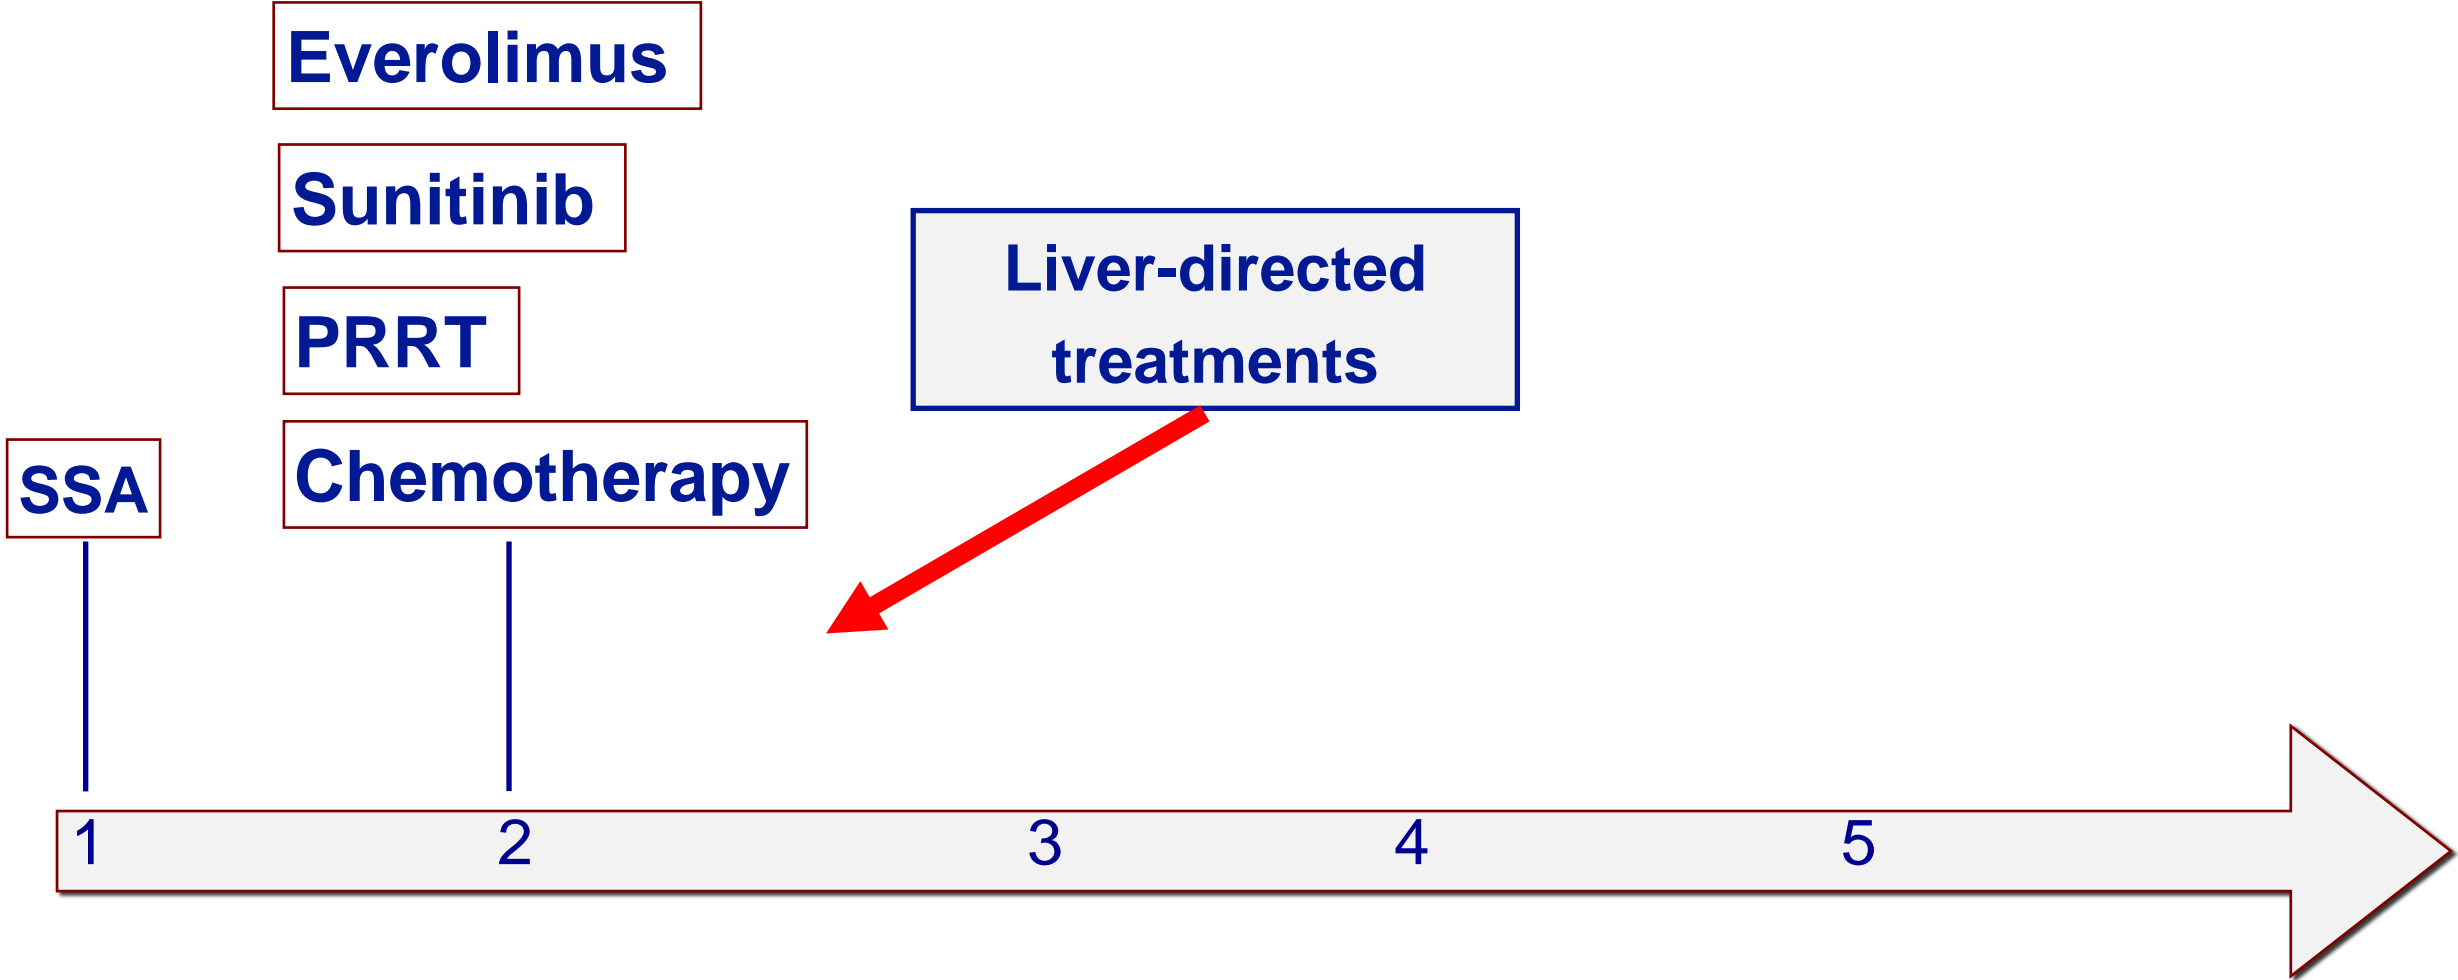 Everolimus
Sunitinib
PRRT
Chemotherapy
SSA
Liver-directed
treatments
1 2 3 4 5